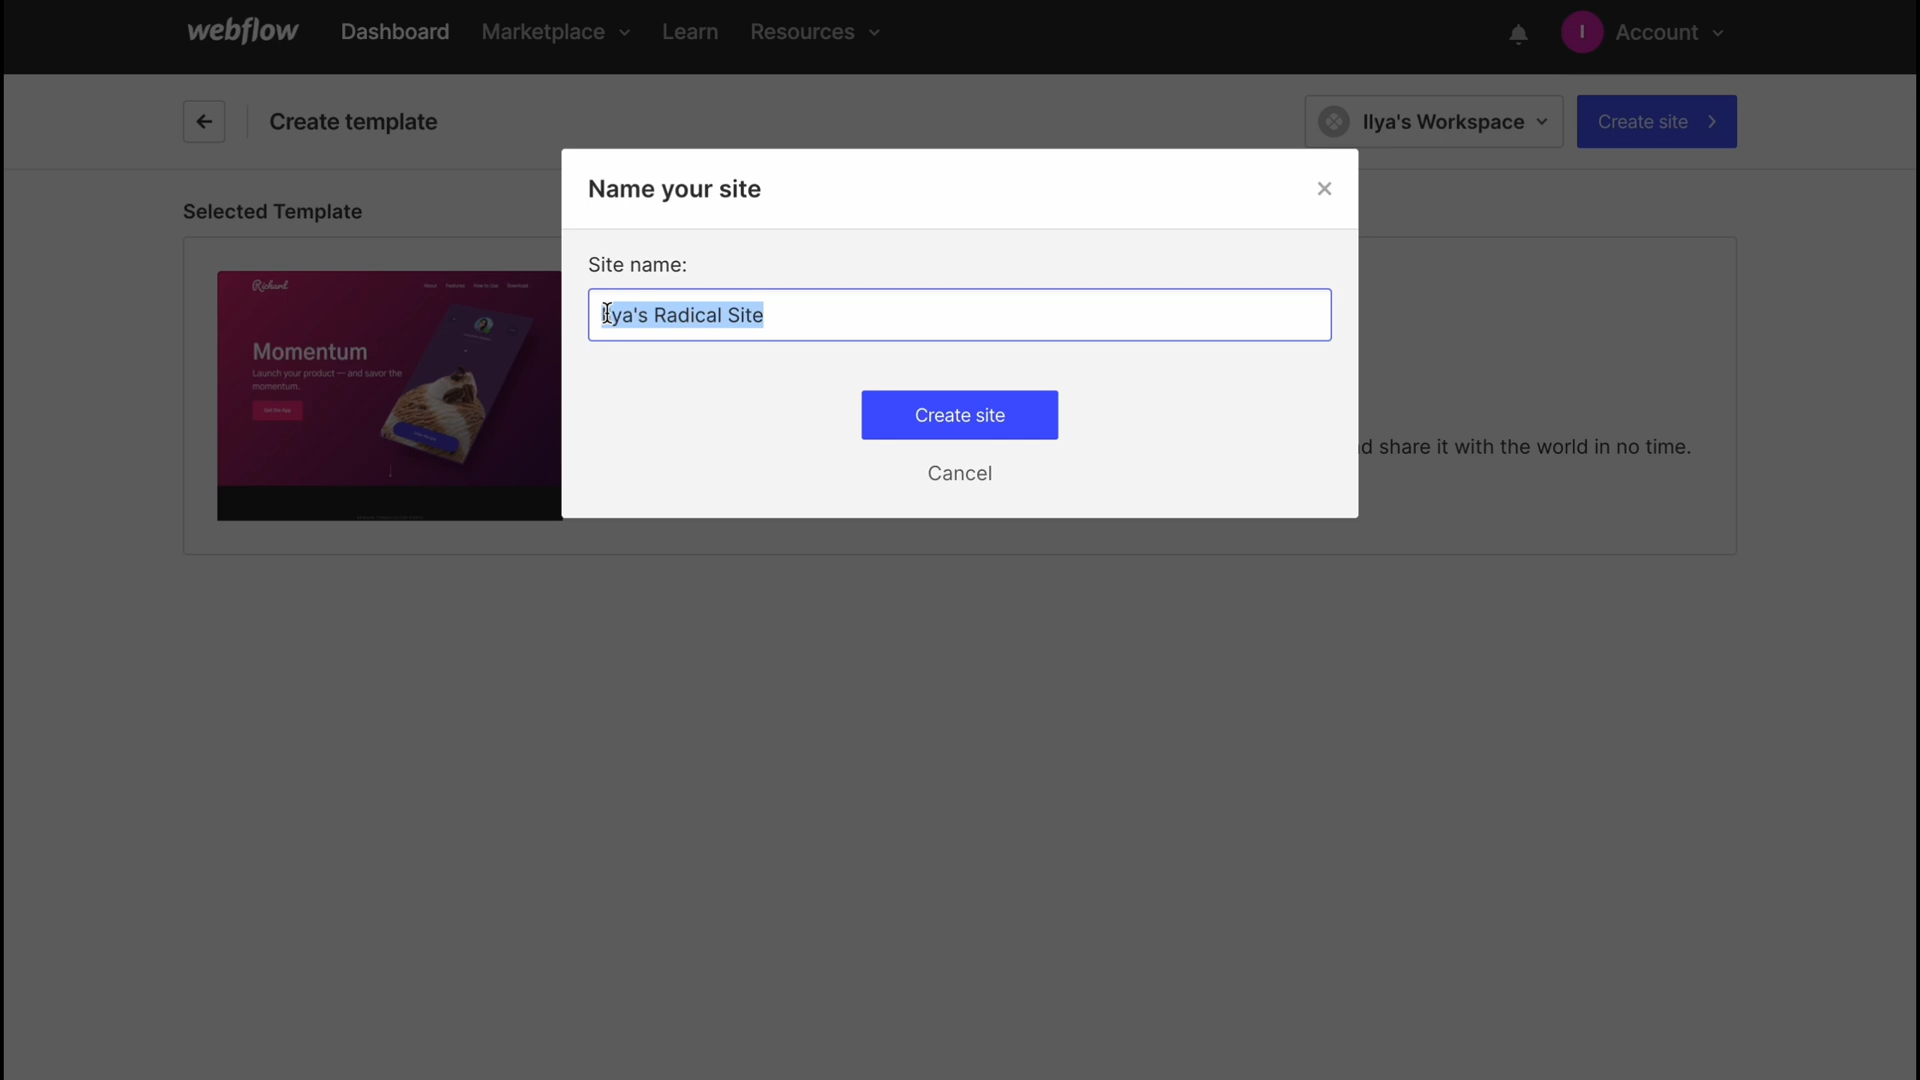 webflow Dashboard Marketplace Learn Resources I Account
Create template Ilya's Workspace Create site
Name your site
Selected Template
Site name:
Ilya's Radical Site
Richard About Features How to Use Download
Momentum
Launch your product — and savor the
momentum.
Get the App
Create site
d share it with the world in no time.
Cancel